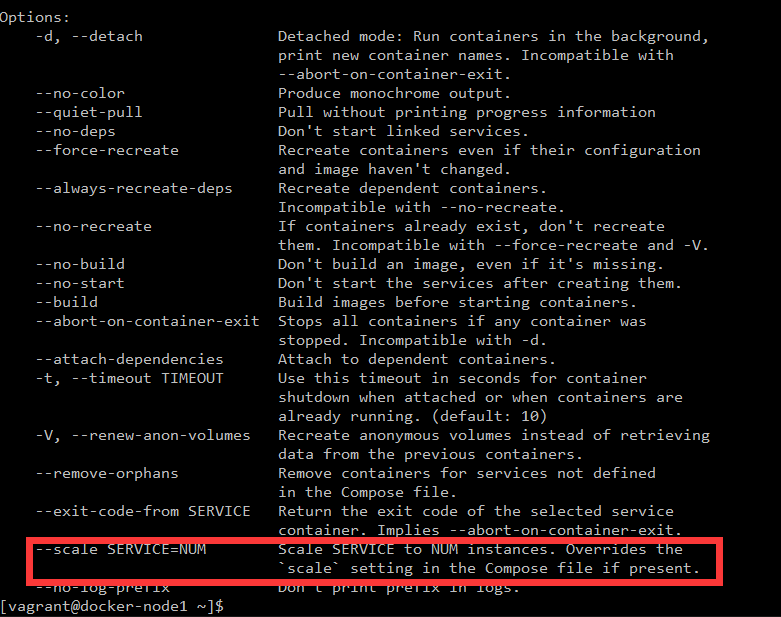 Options:
-d, --detach Detached mode: Run containers in the background,
print new container names. Incompatible with
--abort-on-container-exit.
--no-color Produce monochrome output.
--quiet-pull Pull without printing progress information
--no-deps Don't start linked services.
--force-recreate Recreate containers even if their configuration
and image haven't changed.
--always-recreate-deps Recreate dependent containers.
Incompatible with --no-recreate.
--no-recreate If containers already exist, don't recreate
them. Incompatible with --force-recreate and -V.
--no-build Don't build an image, even if it's missing.
--no-start Don't start the services after creating them.
--build Build images before starting containers.
--abort-on-container-exit Stops all containers if any container was
stopped. Incompatible with -d.
--attach-dependencies Attach to dependent containers.
-t, --timeout TIMEOUT Use this timeout in seconds for container
shutdown when attached or when containers are
already running. (default: 10)
-V, --renew-anon-volumes Recreate anonymous volumes instead of retrieving
data from the previous containers.
--remove-orphans Remove containers for services not defined
in the Compose file.
--exit-code-from SERVICE Return the exit code of the selected service
container. Implies --abort-on-container-exit.
--scale SERVICE=NUM Scale SERVICE to NUM instances. Overrides the
`scale` setting in the Compose file if present.
--no-log-prefix Don't print prefix in logs.
[vagrant@docker-node1 ~]$